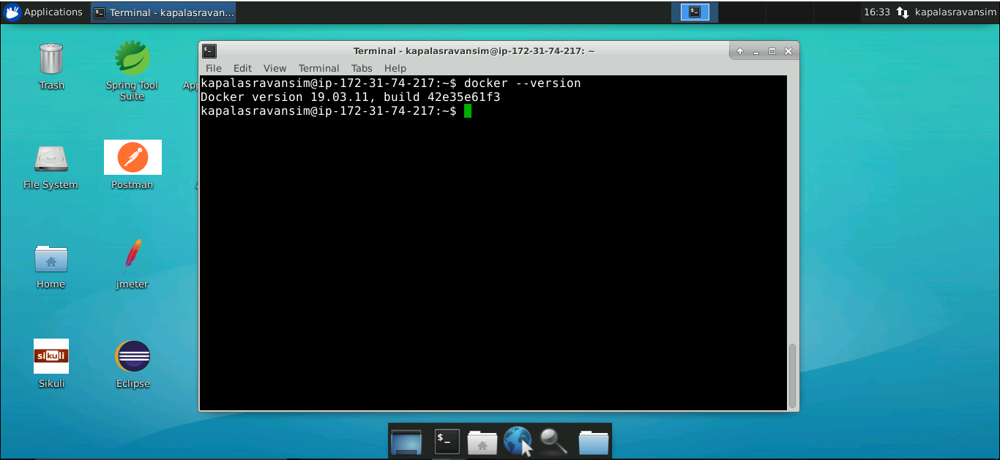 Applications
Terminal - kapalasravan...
16:33
kapalasravansim
Trash
Spring Tool
Suite
File System
Postman
Home
jmeter
sikuli
Sikuli
Eclipse
Terminal - kapalasravansim@ip-172-31-74-217: ~
File Edit View Terminal Tabs Help
kapalasravansim@ip-172-31-74-217:~$ docker --version
Docker version 19.03.11, build 42e35e61f3
kapalasravansim@ip-172-31-74-217:~$